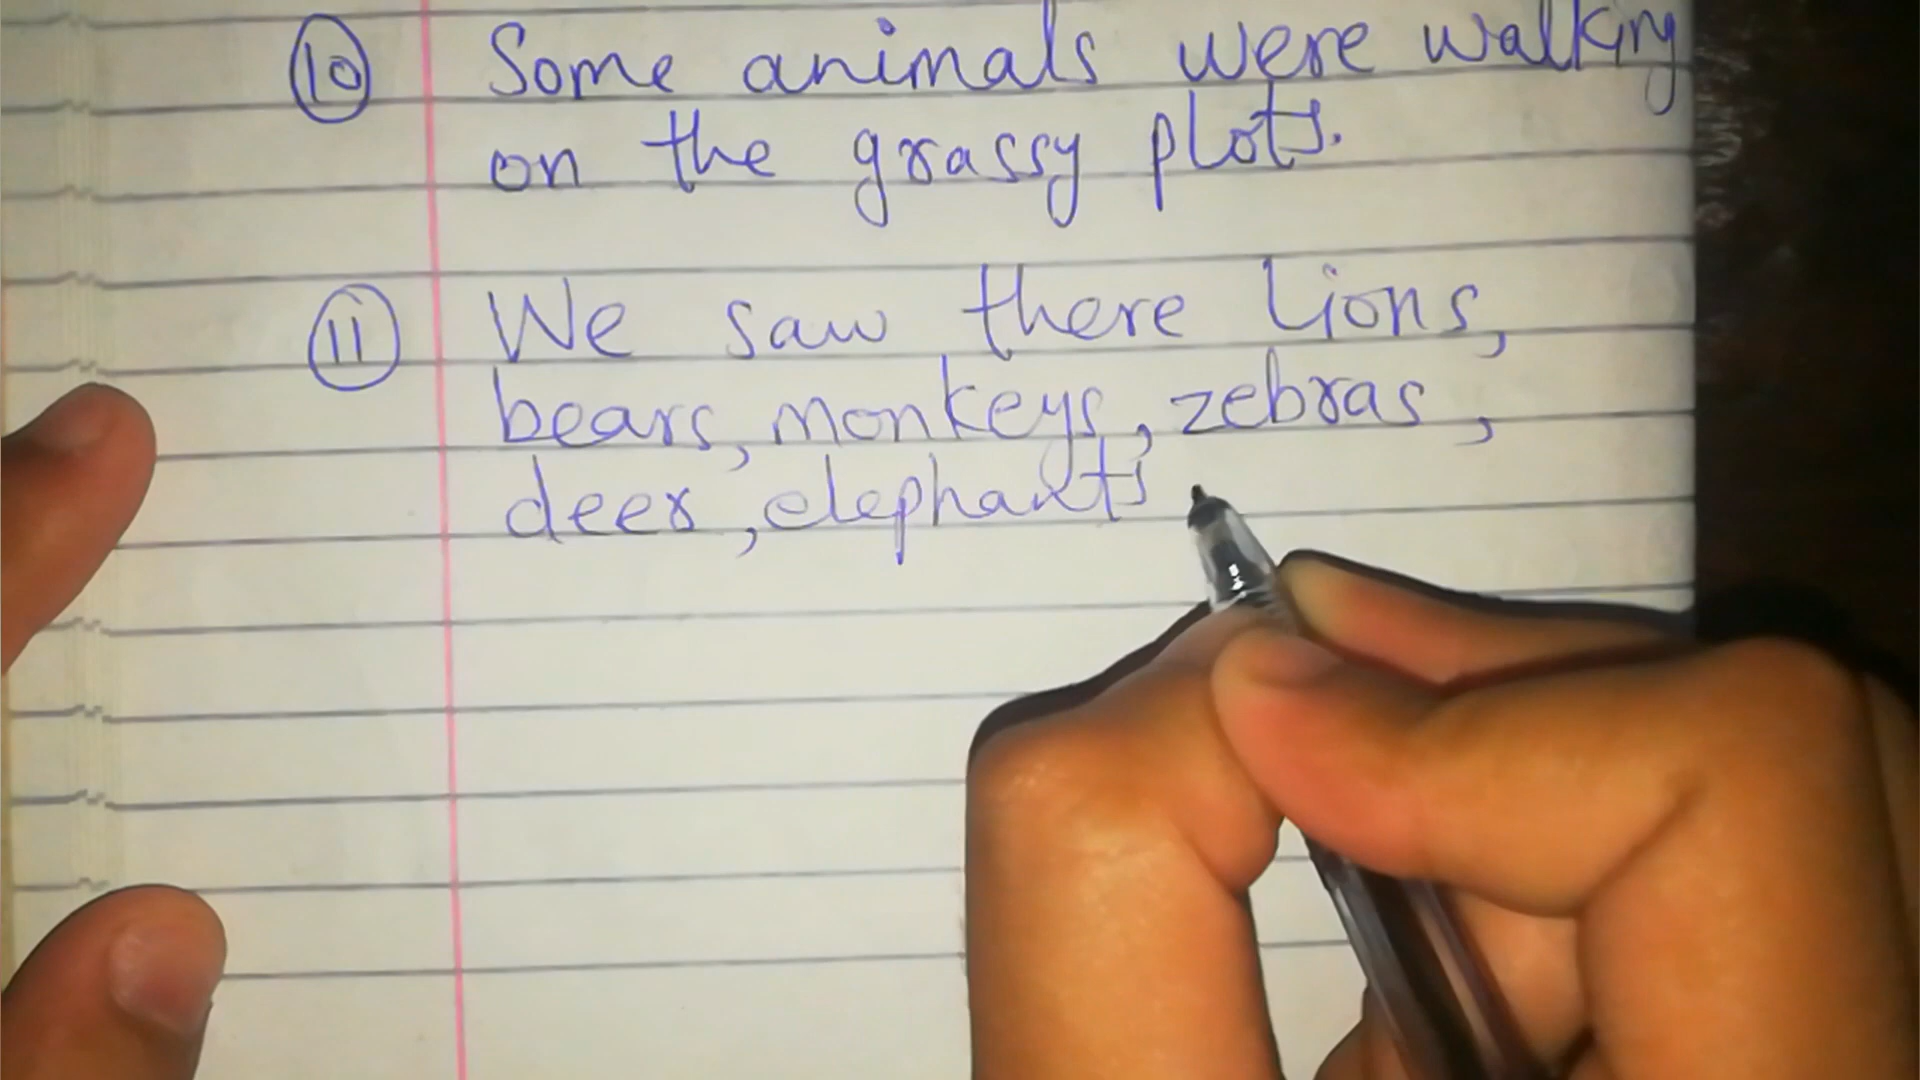 10 Some animals were walking
on the grassy plots.
11 We saw there lions,
bears, monkeys, zebras,
deer, elephants